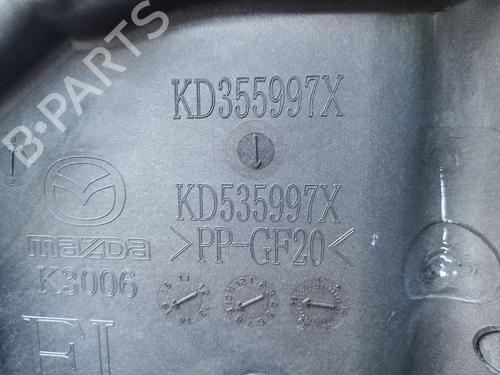 KD355997X
KD535997X
>PP-GF20<
mazda
K3006
B-PARTS